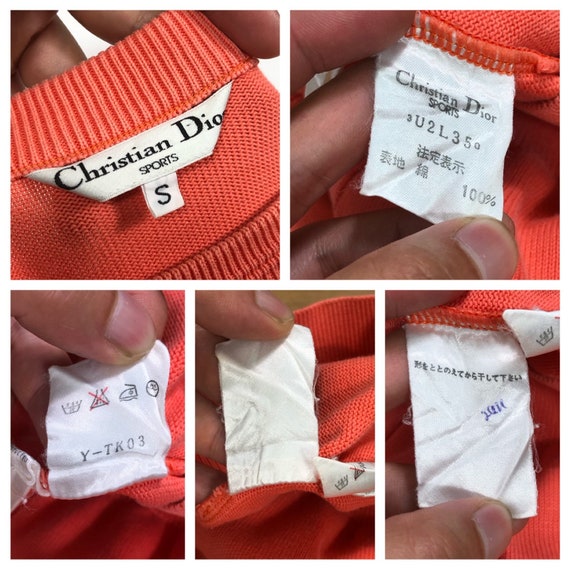 Christian Dior
SPORTS
S
Christian Dior
SPORTS
3U2L350
法定表示
表地 綿 100%
Y-TK03
形をととのえてから干して下さい